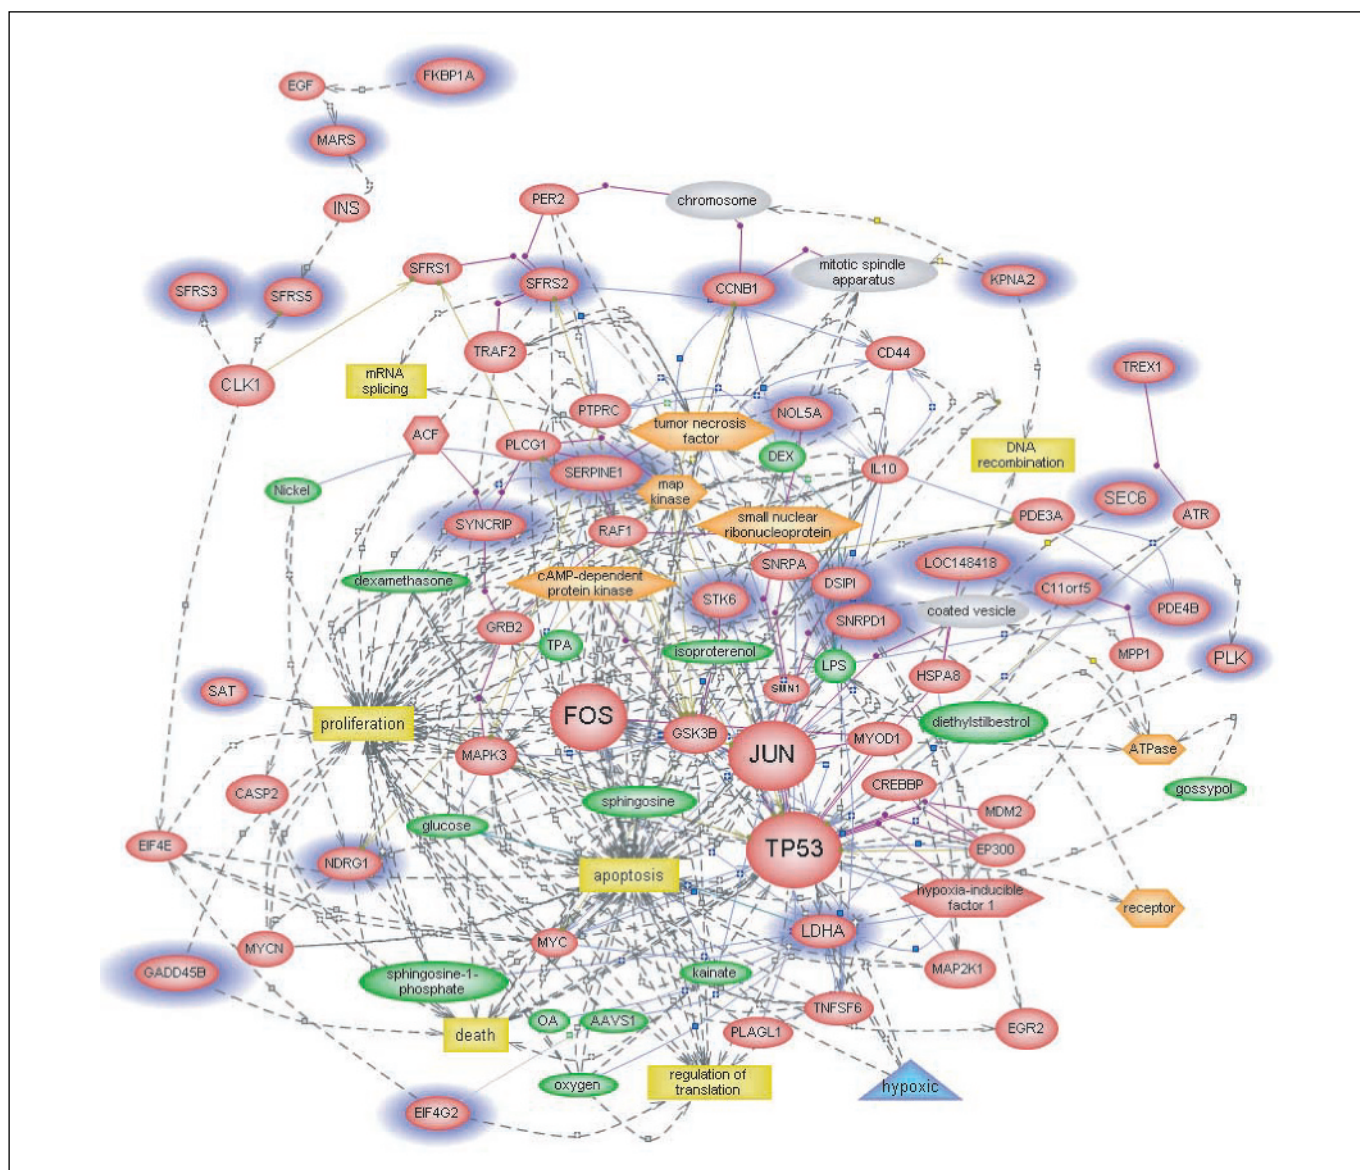 FKBP1A
EGF
MARS
INS
PER2
chromosome
SFRS1
mitotic spindle
apparatus
SFRS3
SFRS5
SFRS2
CCNB1
KPNA2
TRAF2
CD44
TREX1
mRNA
splicing
CLK1
PTPRC
NOL5A
ACF
PLCG1
tumor necrosis
factor
DEX
DNA
recombination
SERPINE1
IL10
Nickel
map
kinase
SEC6
SYNCRIP
RAF1
small nuclear
ribonucleoprotein
PDE3A
ATR
SNRPA
LOC148418
dexamethasone
cAMP-dependent
protein kinase
DSIPI
C11orf5
STK6
coated vesicle
PDE4B
GRB2
SNRPD1
TPA
isoproterenol
LPS
MPP1
PLK
HSPA8
SAT
SMN1
proliferation
FOS
GSK3B
diethylstilbestrol
JUN
MYOD1
ATPase
MAPK3
CREBBP
gossypol
CASP2
sphingosine
MDM2
glucose
EIF4E
TP53
EP300
NDRG1
apoptosis
hypoxia-inducible
factor 1
receptor
LDHA
MYCN
MYC
GADD45B
sphingosine-1-
phosphate
kainate
MAP2K1
TNFSF6
OA
AAVS1
PLAGL1
EGR2
death
oxygen
regulation of
translation
hypoxic
EIF4G2